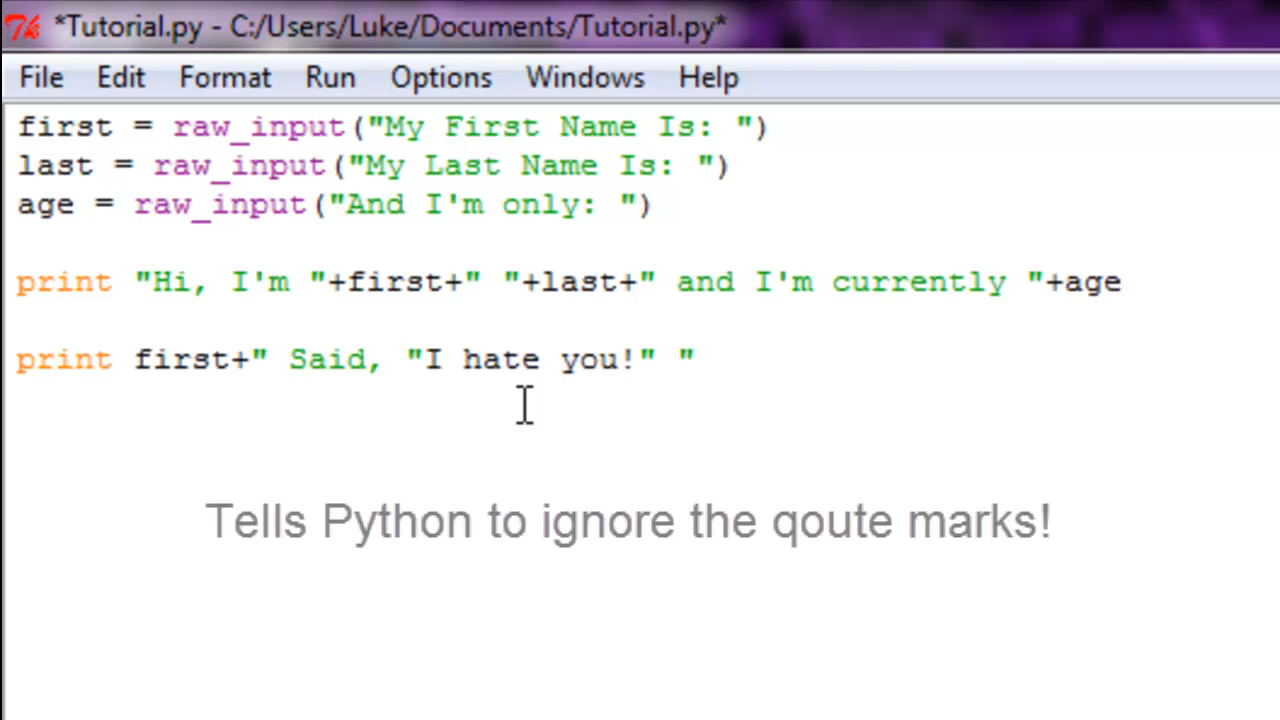 *Tutorial.py - C:/Users/Luke/Documents/Tutorial.py*
File Edit Format Run Options Windows Help
first = raw_input("My First Name Is: ")
last = raw_input("My Last Name Is: ")
age = raw_input("And I'm only: ")
print "Hi, I'm "+first+" "+last+" and I'm currently "+age
print first+" Said, "I hate you!" "
Tells Python to ignore the qoute marks!